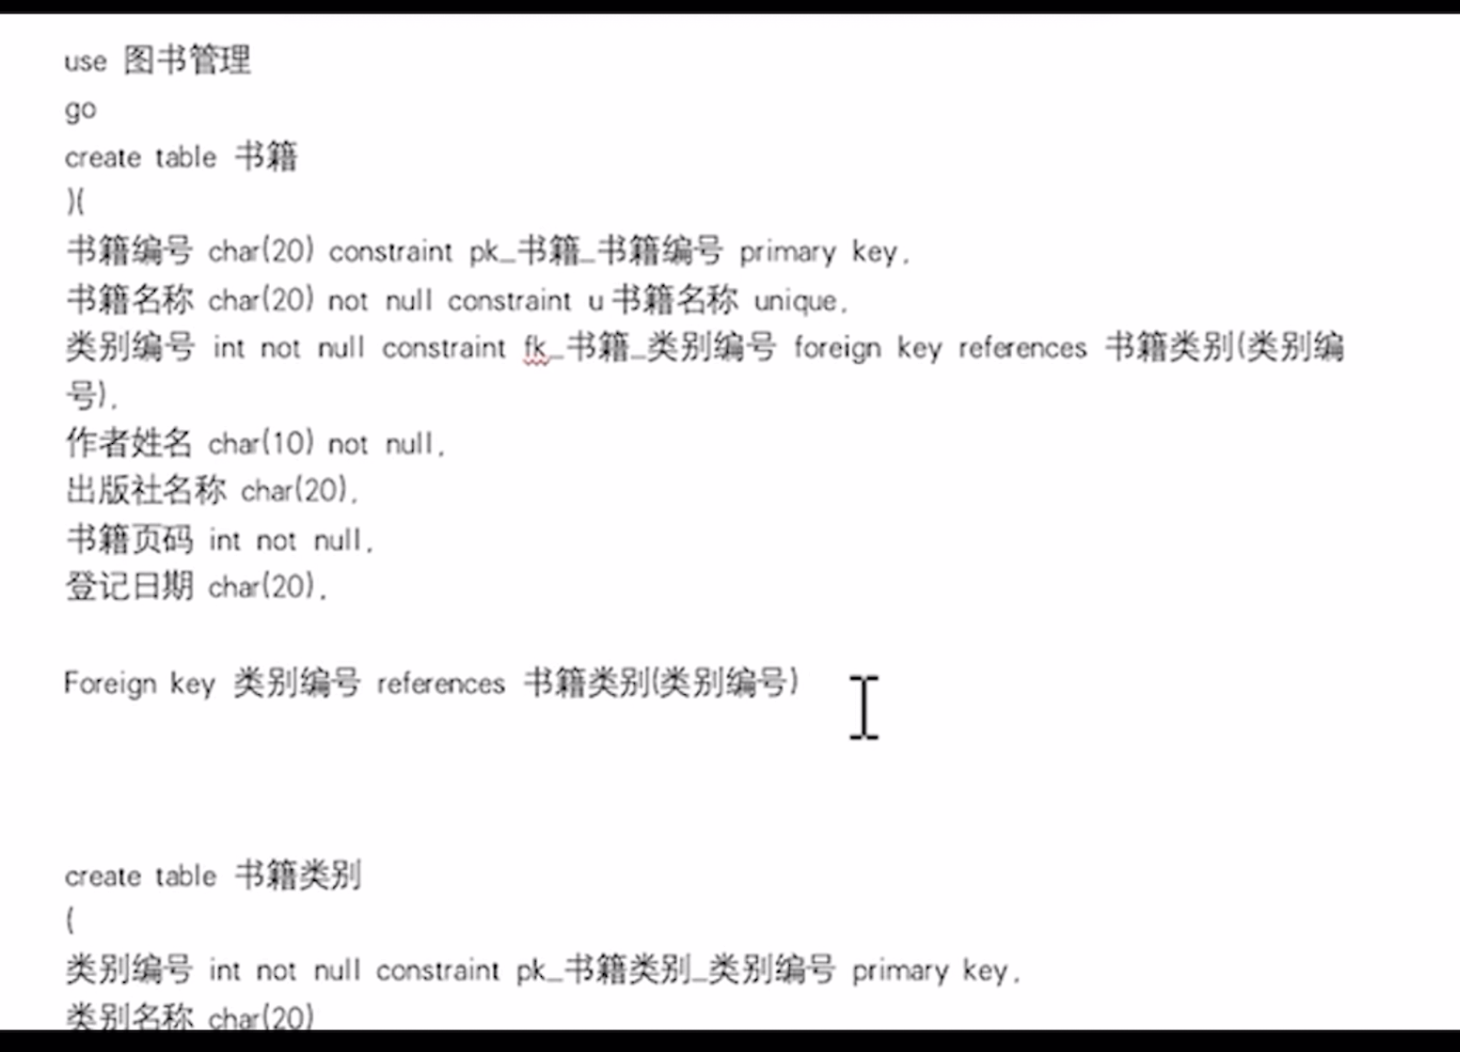 use 图书管理
go
create table 书籍
)(
书籍编号 char(20) constraint pk_书籍_书籍编号 primary key,
书籍名称 char(20) not null constraint u书籍名称 unique,
类别编号 int not null constraint fk_书籍_类别编号 foreign key references 书籍类别(类别编
号),
作者姓名 char(10) not null,
出版社名称 char(20),
书籍页码 int not null,
登记日期 char(20),
Foreign key 类别编号 references 书籍类别(类别编号)
create table 书籍类别
(
类别编号 int not null constraint pk_书籍类别_类别编号 primary key,
类别名称 char(20)